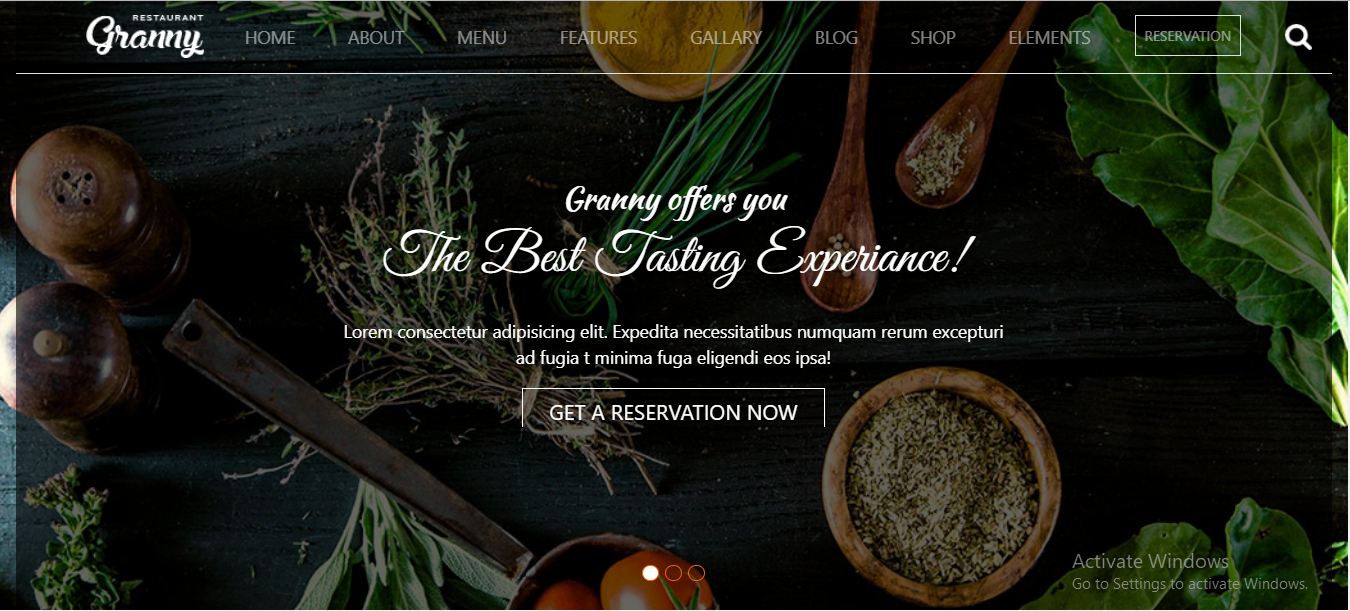 RESTAURANT
Granny
HOME ABOUT MENU FEATURES GALLARY BLOG SHOP ELEMENTS RESERVATION
Granny offers you
The Best Tasting Experiance!
Lorem consectetur adipisicing elit. Expedita necessitatibus numquam rerum excepturi
ad fugia t minima fuga eligendi eos ipsa!
GET A RESERVATION NOW
Activate Windows
Go to Settings to activate Windows.